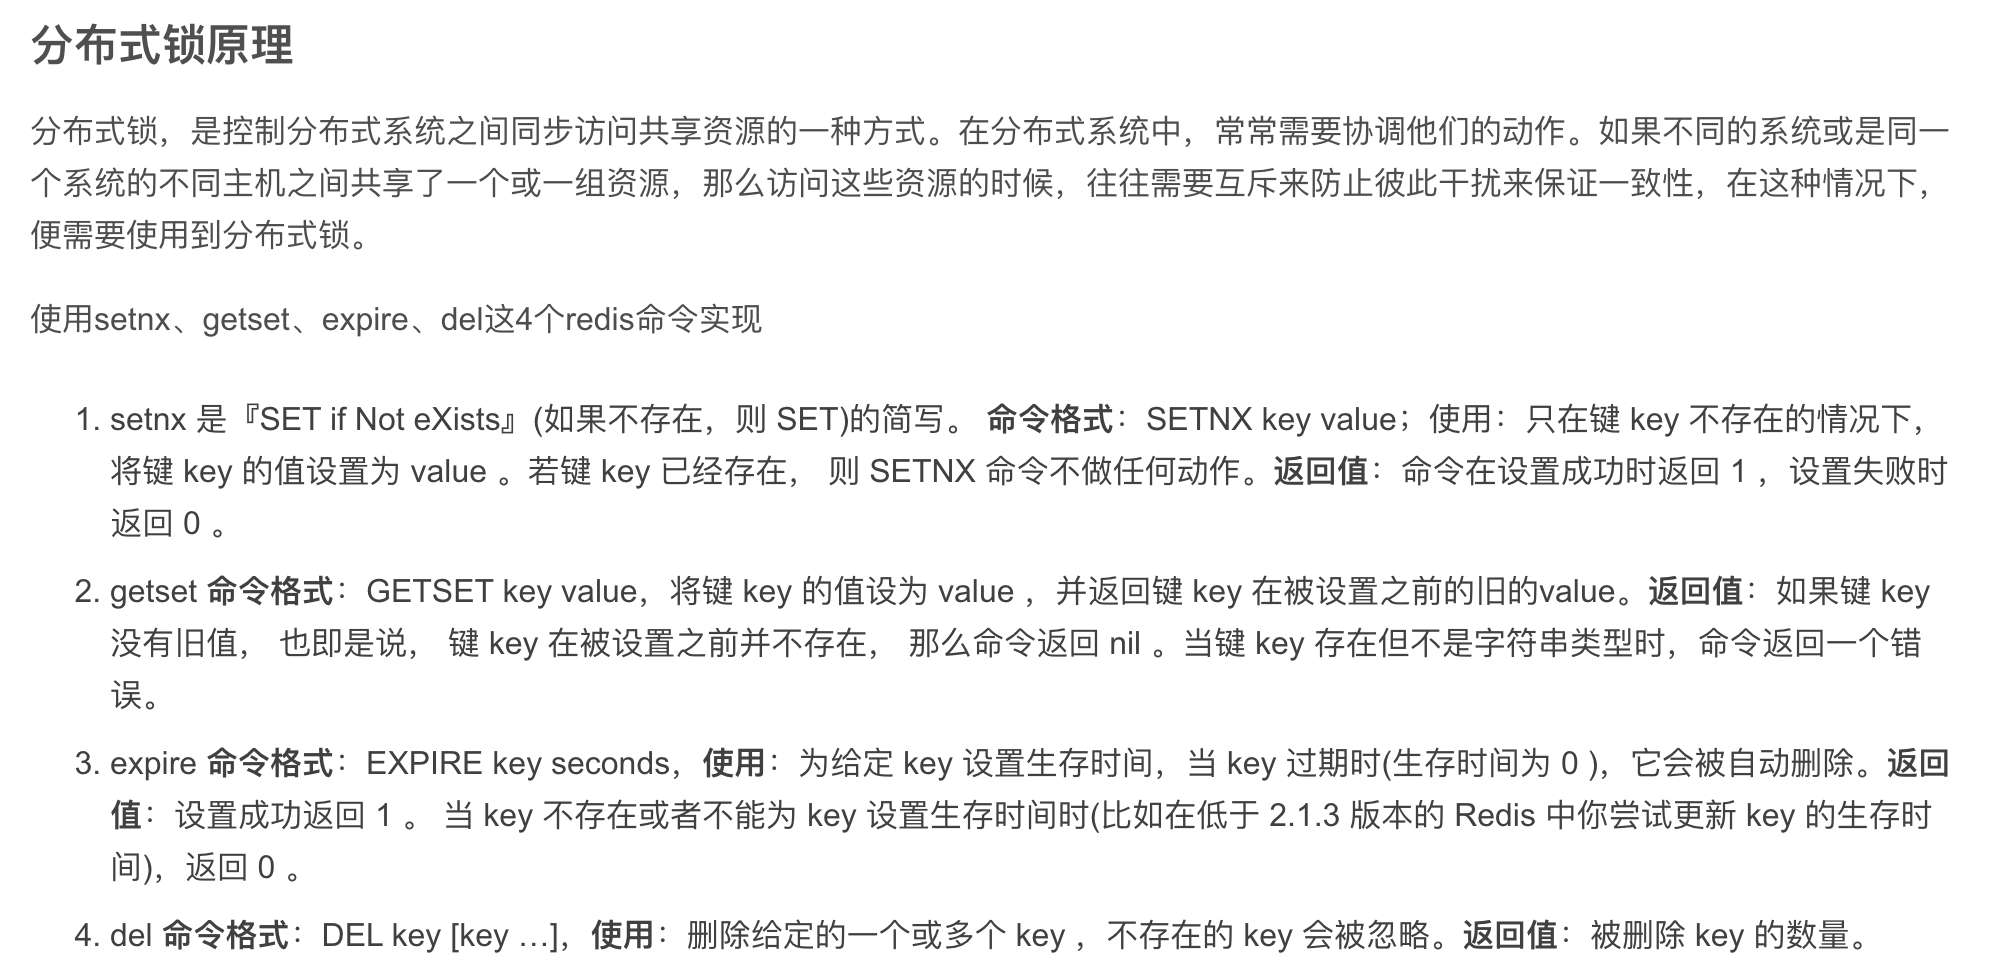 分布式锁原理
分布式锁，是控制分布式系统之间同步访问共享资源的一种方式。在分布式系统中，常常需要协调他们的动作。如果不同的系统或是同一
个系统的不同主机之间共享了一个或一组资源，那么访问这些资源的时候，往往需要互斥来防止彼此干扰来保证一致性，在这种情况下，
便需要使用到分布式锁。
使用setnx、getset、expire、del这4个redis命令实现
1. setnx 是『SET if Not eXists』(如果不存在，则 SET)的简写。 命令格式：SETNX key value；使用：只在键 key 不存在的情况下，
将键 key 的值设置为 value 。若键 key 已经存在， 则 SETNX 命令不做任何动作。返回值：命令在设置成功时返回 1 ，设置失败时
返回 0 。
2. getset 命令格式：GETSET key value，将键 key 的值设为 value ，并返回键 key 在被设置之前的旧的value。返回值：如果键 key
没有旧值， 也即是说， 键 key 在被设置之前并不存在， 那么命令返回 nil 。当键 key 存在但不是字符串类型时，命令返回一个错
误。
3. expire 命令格式：EXPIRE key seconds，使用：为给定 key 设置生存时间，当 key 过期时(生存时间为 0 )，它会被自动删除。返回
值：设置成功返回 1 。 当 key 不存在或者不能为 key 设置生存时间时(比如在低于 2.1.3 版本的 Redis 中你尝试更新 key 的生存时
间)，返回 0 。
4. del 命令格式：DEL key [key …]，使用：删除给定的一个或多个 key ，不存在的 key 会被忽略。返回值：被删除 key 的数量。